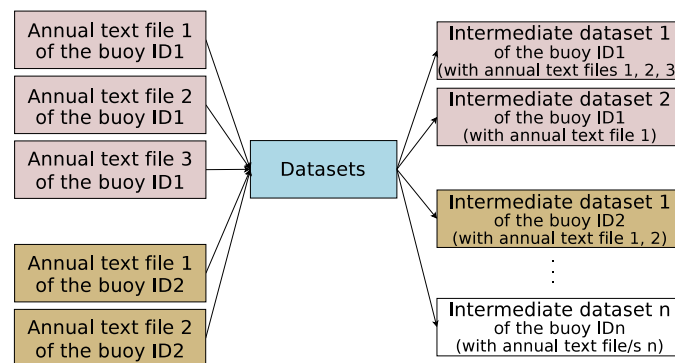 Annual text file 1
of the buoy ID1
Annual text file 2
of the buoy ID1
Annual text file 3
of the buoy ID1
Annual text file 1
of the buoy ID2
Annual text file 2
of the buoy ID2
Datasets
Intermediate dataset 1
of the buoy ID1
(with annual text files 1, 2, 3
Intermediate dataset 2
of the buoy ID1
(with annual text file 1)
Intermediate dataset 1
of the buoy ID2
(with annual text file 1, 2)
Intermediate dataset n
of the buoy IDn
(with annual text file/s n)